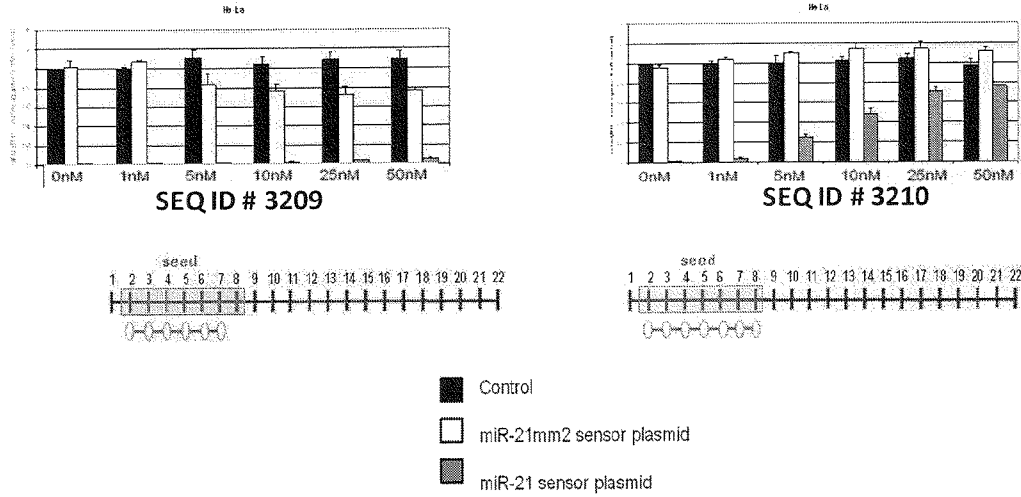 HeLa
0nM 1nM 5nM 10nM 25nM 50nM
SEQ ID # 3209
seed
1 2 3 4 5 6 7 8 9 10 11 12 13 14 15 16 17 18 19 20 21 22
HeLa
0nM 1nM 5nM 10nM 25nM 50nM
SEQ ID # 3210
seed
1 2 3 4 5 6 7 8 9 10 11 12 13 14 15 16 17 18 19 20 21 22
Control
miR-21mm2 sensor plasmid
miR-21 sensor plasmid